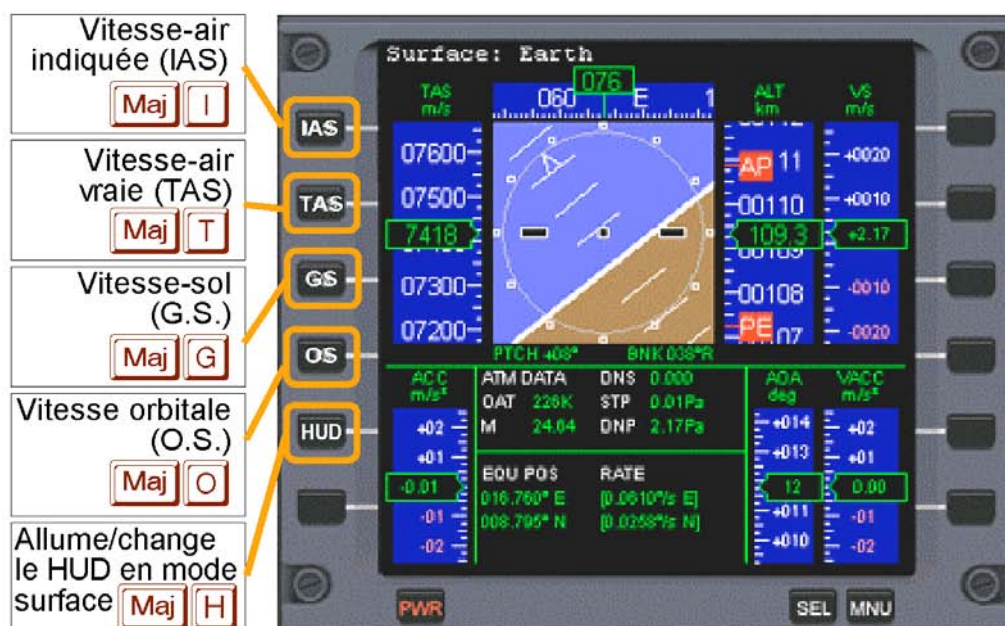 Vitesse-air
indiquée (IAS)
Maj I
Vitesse-air
vraie (TAS)
Maj T
Vitesse-sol
(G.S.)
Maj G
Vitesse orbitale
(O.S.)
Maj O
Allume/change
le HUD en mode
surface Maj H
IAS
TAS
GS
OS
HUD
Surface: Earth
076
TAS
m/s
060 E 1
ALT
km
VS
m/s
07600
07500
7418
07300
07200
AP 11
00110
109.3
00108
PE 07
+0020
+0010
+2.17
-0010
-0020
PTCH +08° BNK 038°R
ACC
m/s²
+02
+01
-0.01
-01
-02
ATM DATA DNS 0.000
OAT 226K STP 0.01Pa
M 24.64 DNP 2.17Pa
EQU POS RATE
016.760° E [0.0610°/s E]
008.795° N [0.0258°/s N]
AOA
deg
+014
+013
12
+011
+010
VACC
m/s²
+02
+01
0.00
-01
-02
PWR
SEL MNU